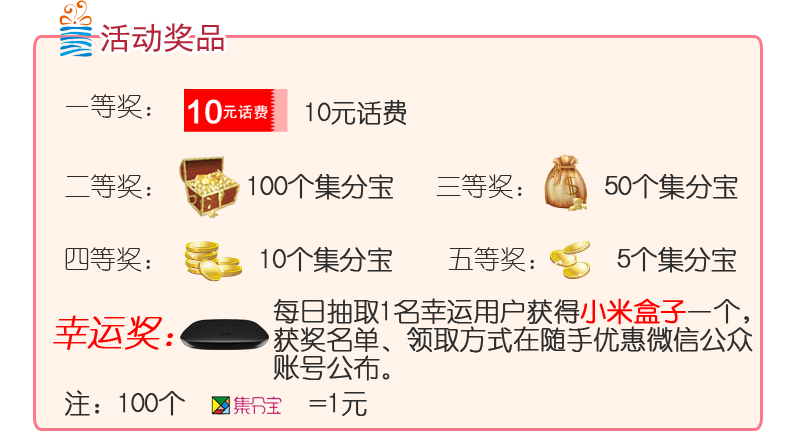 活动奖品
一等奖： 10元话费 10元话费
二等奖： 100个集分宝 三等奖： 50个集分宝
四等奖： 10个集分宝 五等奖： 5个集分宝
幸运奖：
每日抽取1名幸运用户获得小米盒子一个，
获奖名单、领取方式在随手优惠微信公众
账号公布。
注：100个 集分宝 =1元